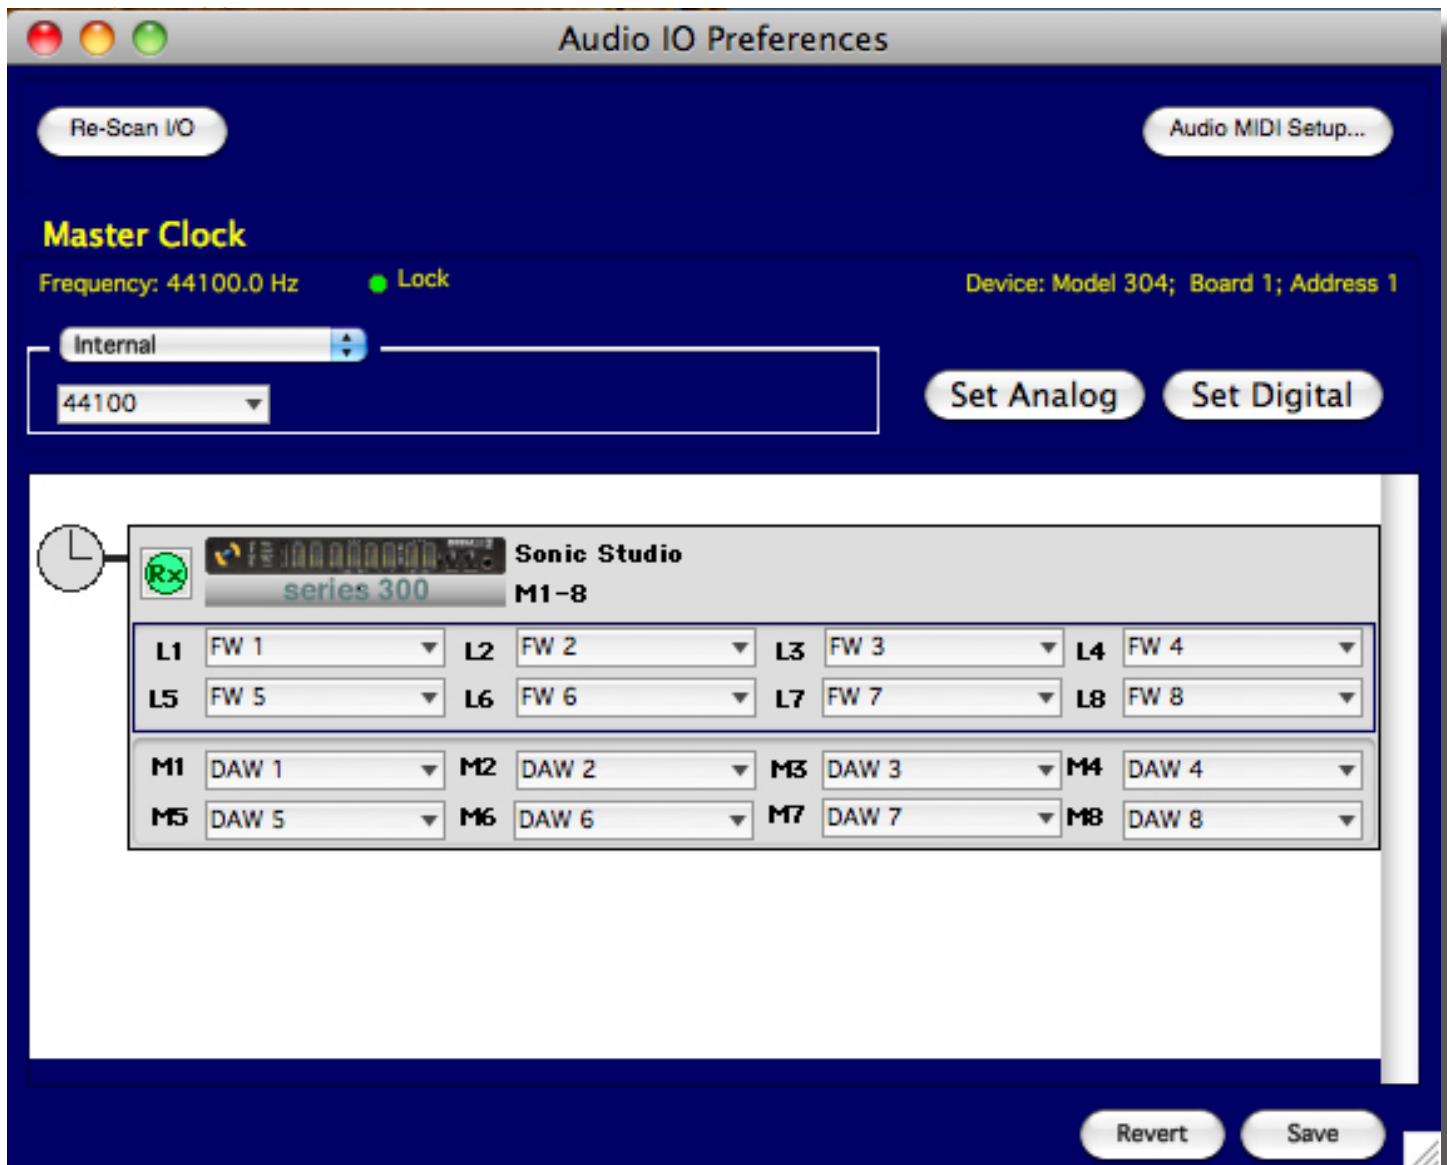 Audio IO Preferences
Re-Scan I/O
Audio MIDI Setup...
Master Clock
Frequency: 44100.0 Hz Lock Device: Model 304; Board 1; Address 1
Internal
44100
Set Analog Set Digital
Rx
series 300
Sonic Studio
M1-8
L1 FW 1 L2 FW 2 L3 FW 3 L4 FW 4
L5 FW 5 L6 FW 6 L7 FW 7 L8 FW 8
M1 DAW 1 M2 DAW 2 M3 DAW 3 M4 DAW 4
M5 DAW 5 M6 DAW 6 M7 DAW 7 M8 DAW 8
Revert Save